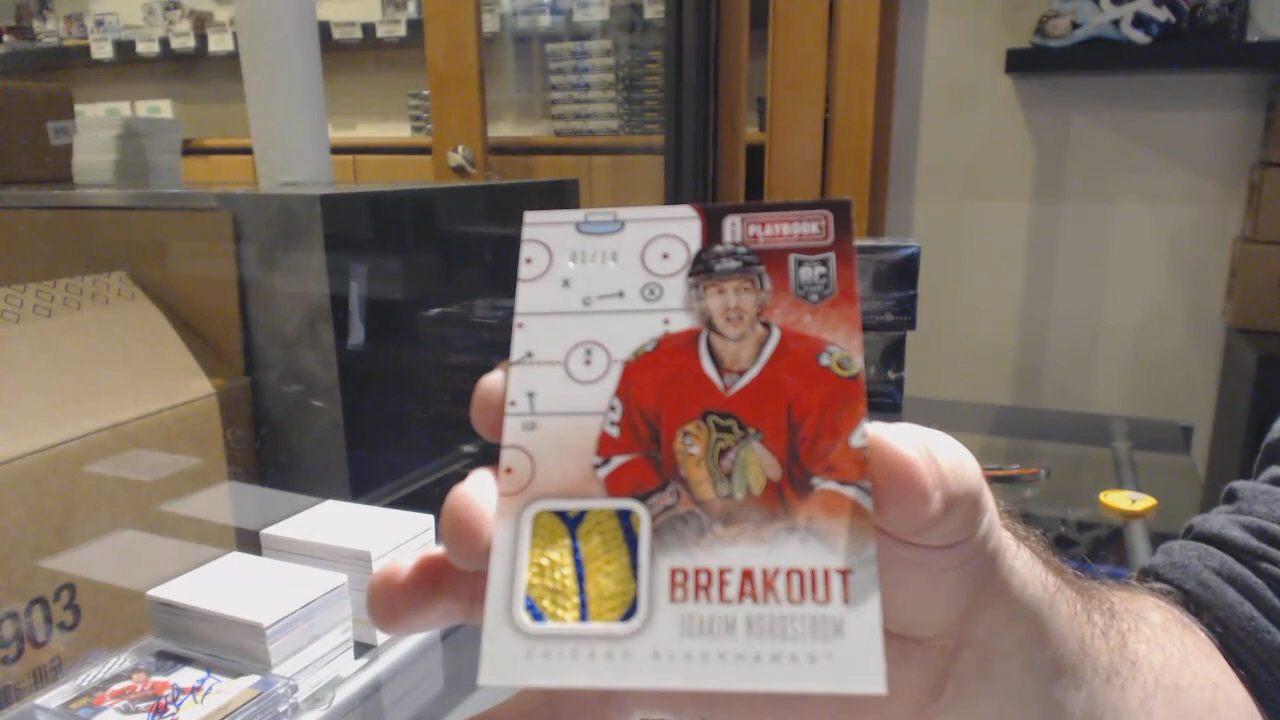 PLAYBOOK
RC
BREAKOUT
JOAKIM NORDSTROM
CHICAGO BLACKHAWKS
903